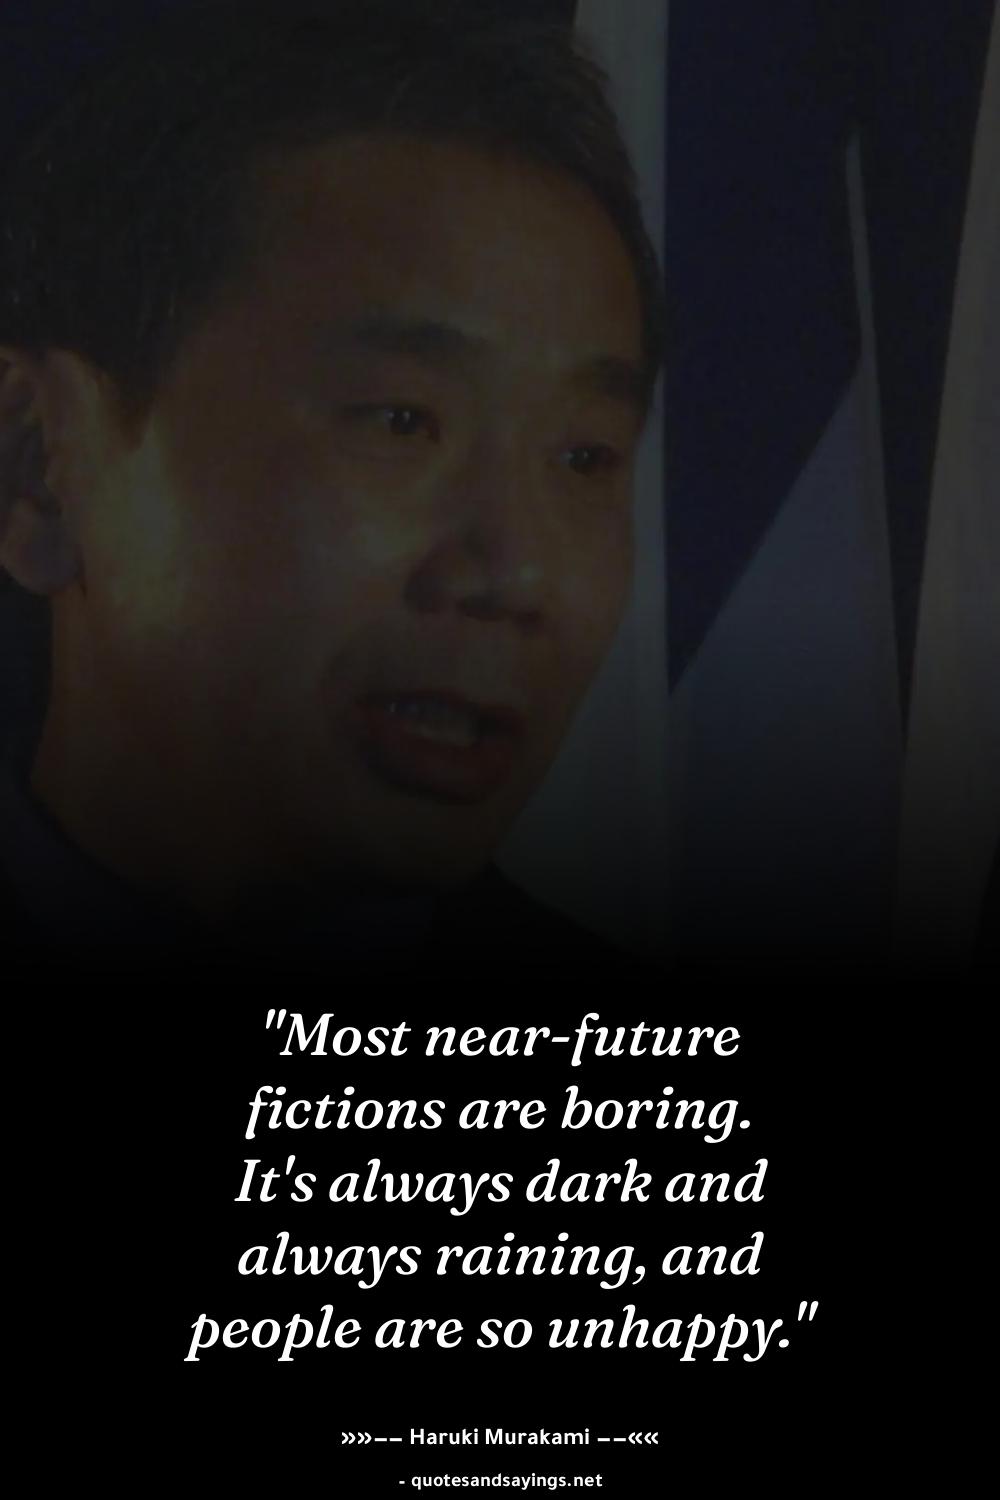 "Most near-future
fictions are boring.
It's always dark and
always raining, and
people are so unhappy."
»»–– Haruki Murakami ––««
- quotesandsayings.net